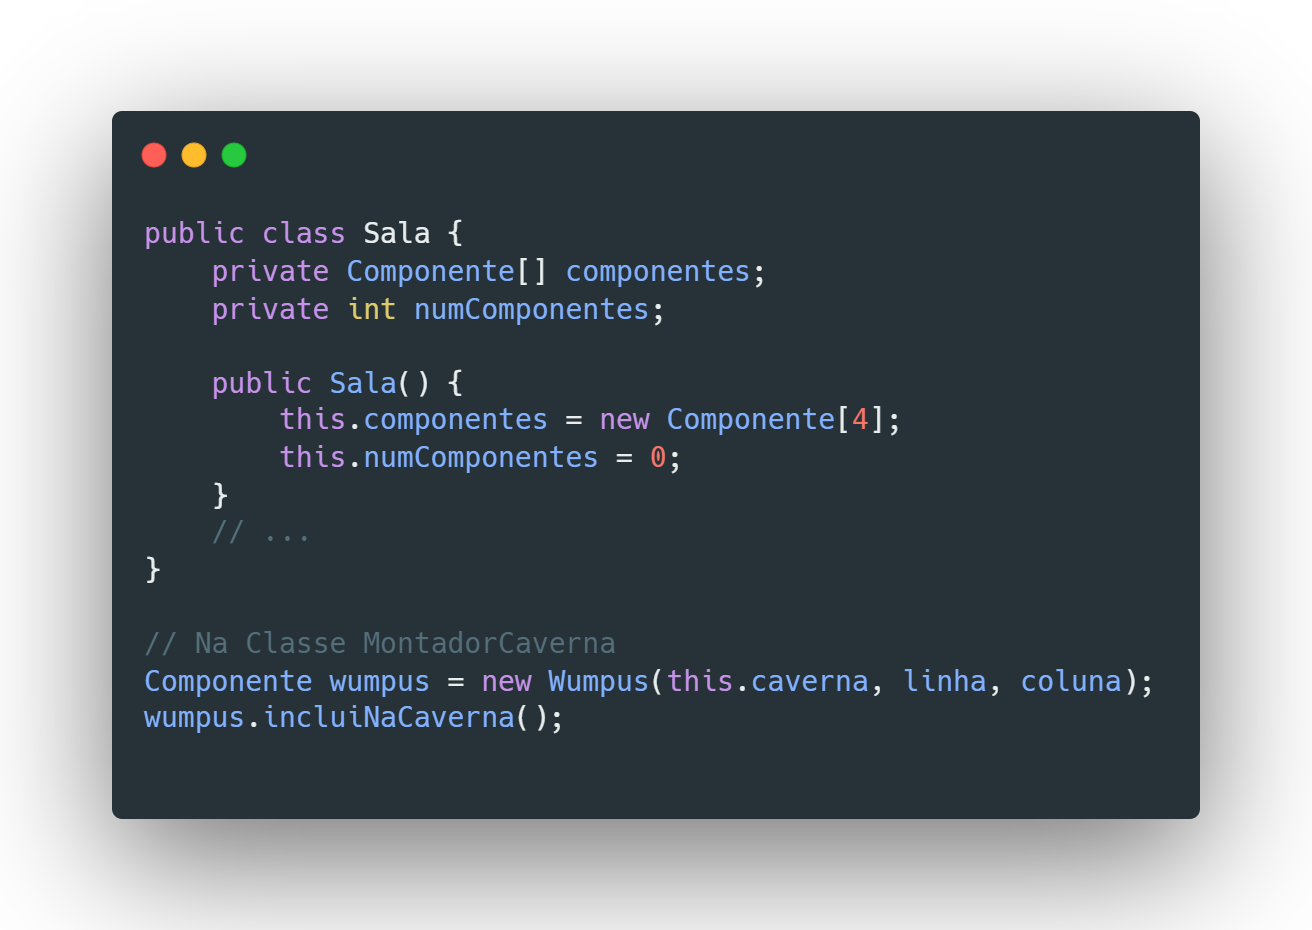 public class Sala {
    private Componente[] componentes;
    private int numComponentes;

    public Sala() {
        this.componentes = new Componente[4];
        this.numComponentes = 0;
    }
    // ...
}

// Na Classe MontadorCaverna
Componente wumpus = new Wumpus(this.caverna, linha, coluna);
wumpus.incluiNaCaverna();